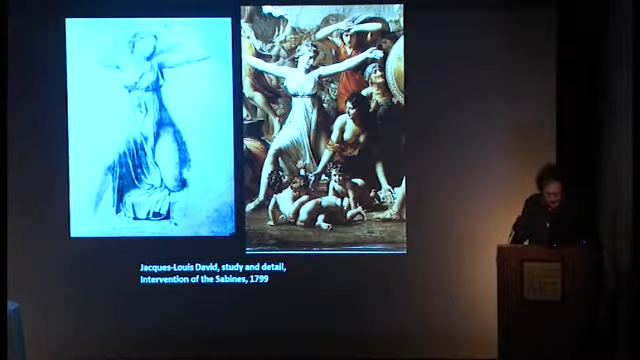 Jacques-Louis David, study and detail,
Intervention of the Sabines, 1799